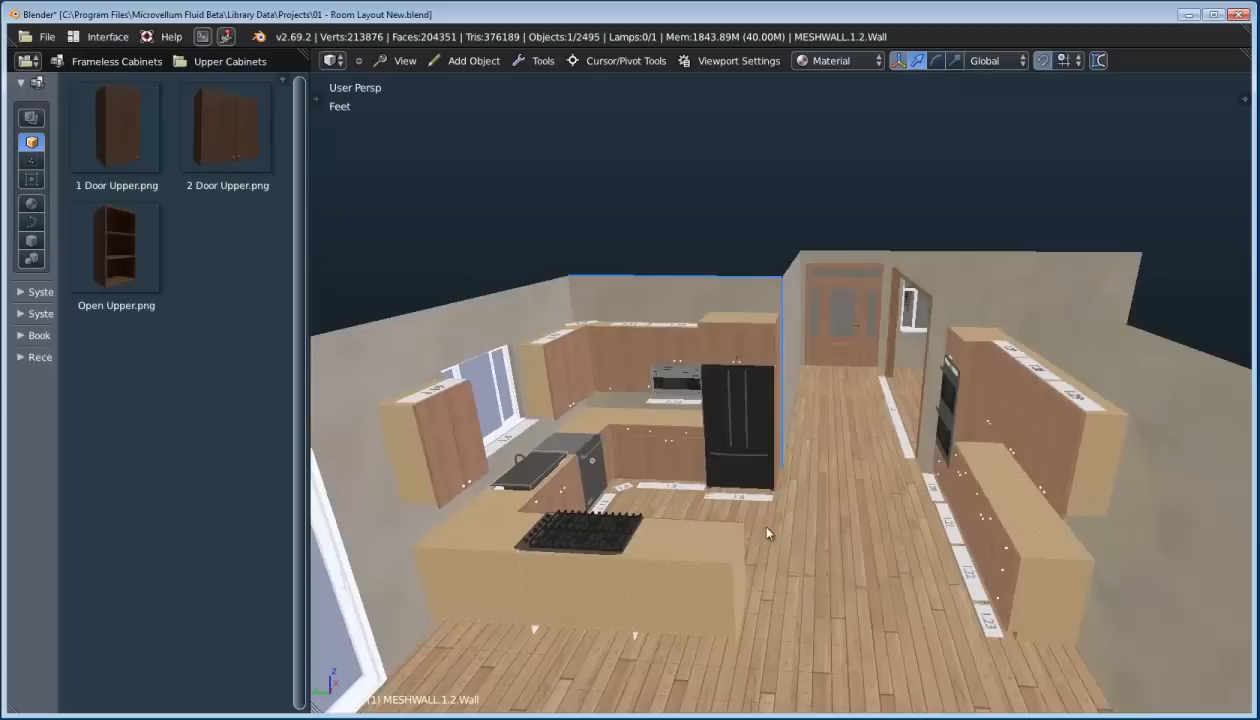 Blender* [C:\Program Files\Microvellum Fluid Beta\Library Data\Projects\01 - Room Layout New.blend]
File Interface Help v2.69.2 | Verts:213876 | Faces:204351 | Tris:376189 | Objects:1/2495 | Lamps:0/1 | Mem:1843.89M (40.00M) | MESHWALL.1.2.Wall
Frameless Cabinets Upper Cabinets View Add Object Tools Cursor/Pivot Tools Viewport Settings Material Global
User Persp
Feet
1 Door Upper.png 2 Door Upper.png
Open Upper.png
Syste
Syste
Book
Rece
1.23
Z
X
(1) MESHWALL.1.2.Wall